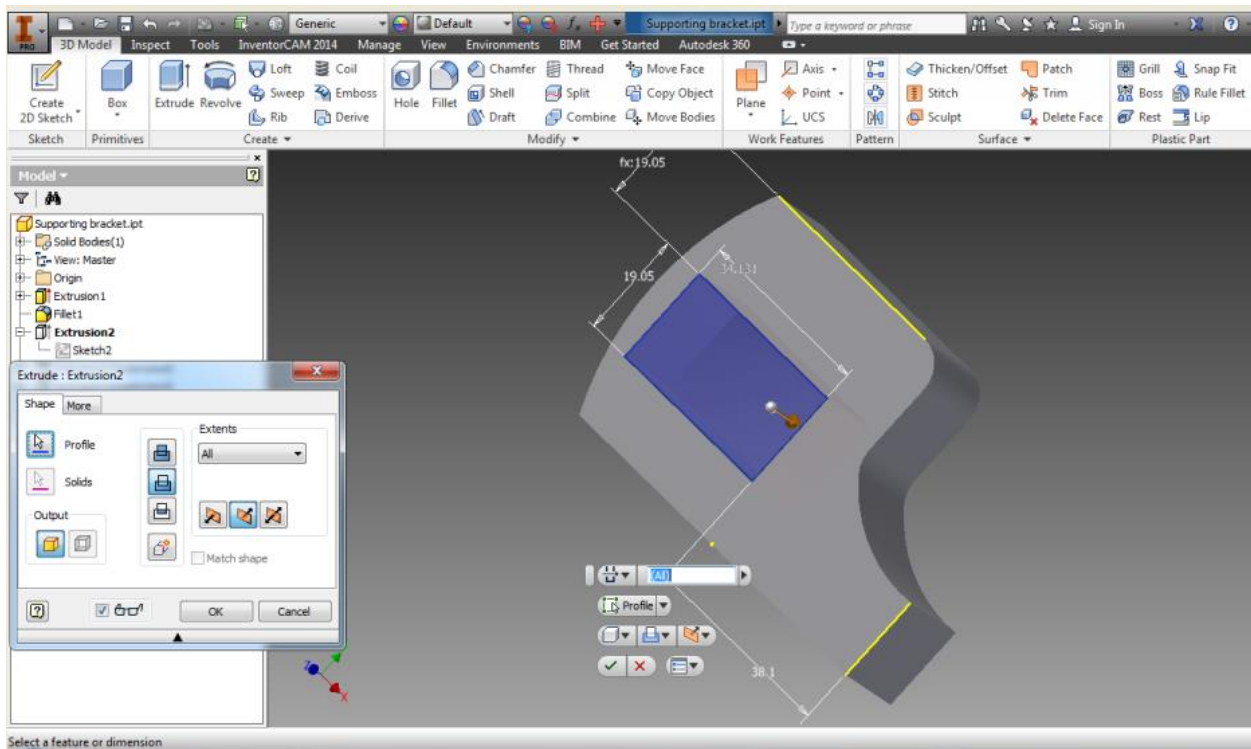 PRO
Generic
Default
Supporting bracket.ipt
Type a keyword or phrase
Sign In
3D Model Inspect Tools InventorCAM 2014 Manage View Environments BIM Get Started Autodesk 360
Create 2D Sketch
Box
Extrude Revolve
Loft Coil
Sweep Emboss
Rib Derive
Hole Fillet
Chamfer Thread Move Face
Shell Split Copy Object
Draft Combine Move Bodies
Plane
Axis
Point
UCS
Thicken/Offset Patch
Stitch Trim
Sculpt Delete Face
Grill Snap Fit
Boss Rule Fillet
Rest Lip
Sketch Primitives Create Modify Work Features Pattern Surface Plastic Part
Model
Supporting bracket.ipt
Solid Bodies(1)
View: Master
Origin
Extrusion1
Fillet1
Extrusion2
Sketch2
Extrude : Extrusion2
Shape More
Profile
Solids
Output
Extents
All
Match shape
OK Cancel
fx:19.05
19.05
34.131
38.1
(All)
Profile
Z
X
Select a feature or dimension